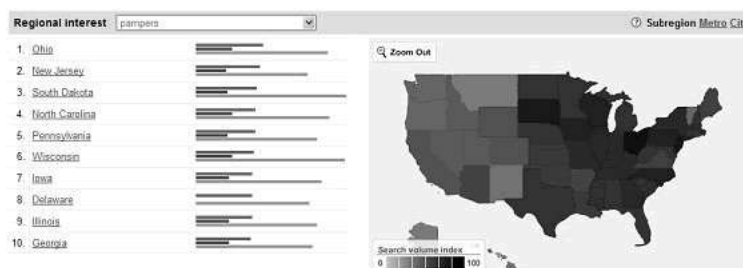 Regional interest pampers Subregion Metro Cit
1. Ohio
2. New Jersey
3. South Dakota
4. North Carolina
5. Pennsylvania
6. Wisconsin
7. Iowa
8. Delaware
9. Illinois
10. Georgia
Zoom Out
Search volume index
0 100